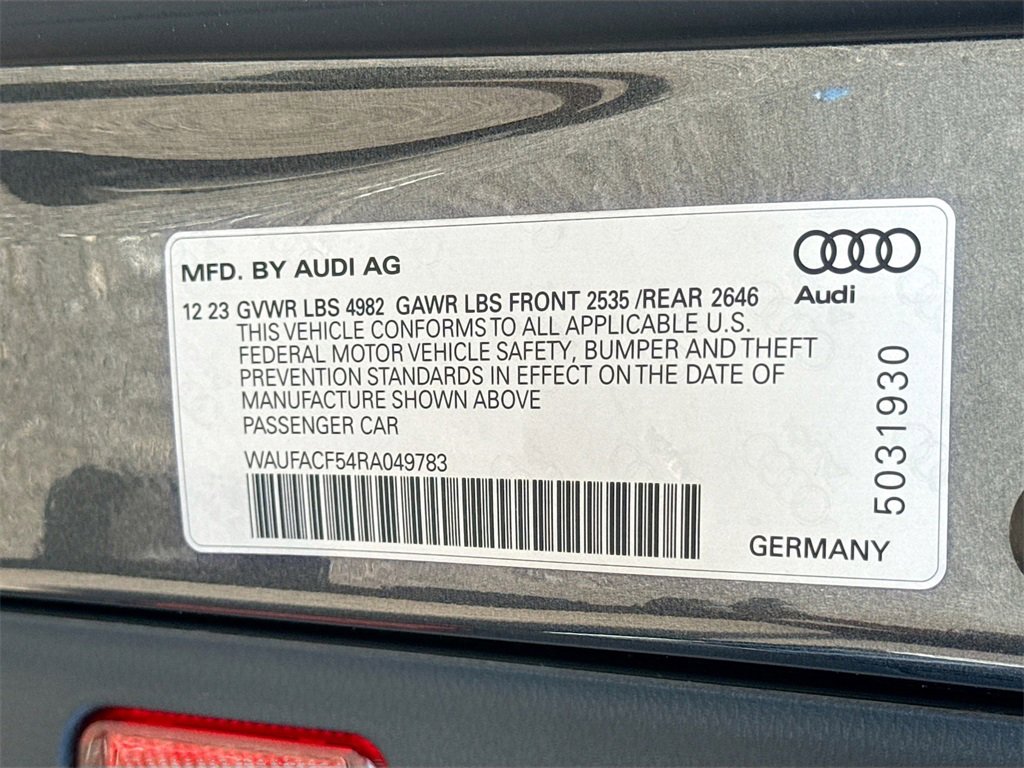 MFD. BY AUDI AG
Audi
12 23 GVWR LBS 4982 GAWR LBS FRONT 2535 /REAR 2646
THIS VEHICLE CONFORMS TO ALL APPLICABLE U.S.
FEDERAL MOTOR VEHICLE SAFETY, BUMPER AND THEFT
PREVENTION STANDARDS IN EFFECT ON THE DATE OF
MANUFACTURE SHOWN ABOVE
PASSENGER CAR
WAUFACF54RA049783
5031930
GERMANY